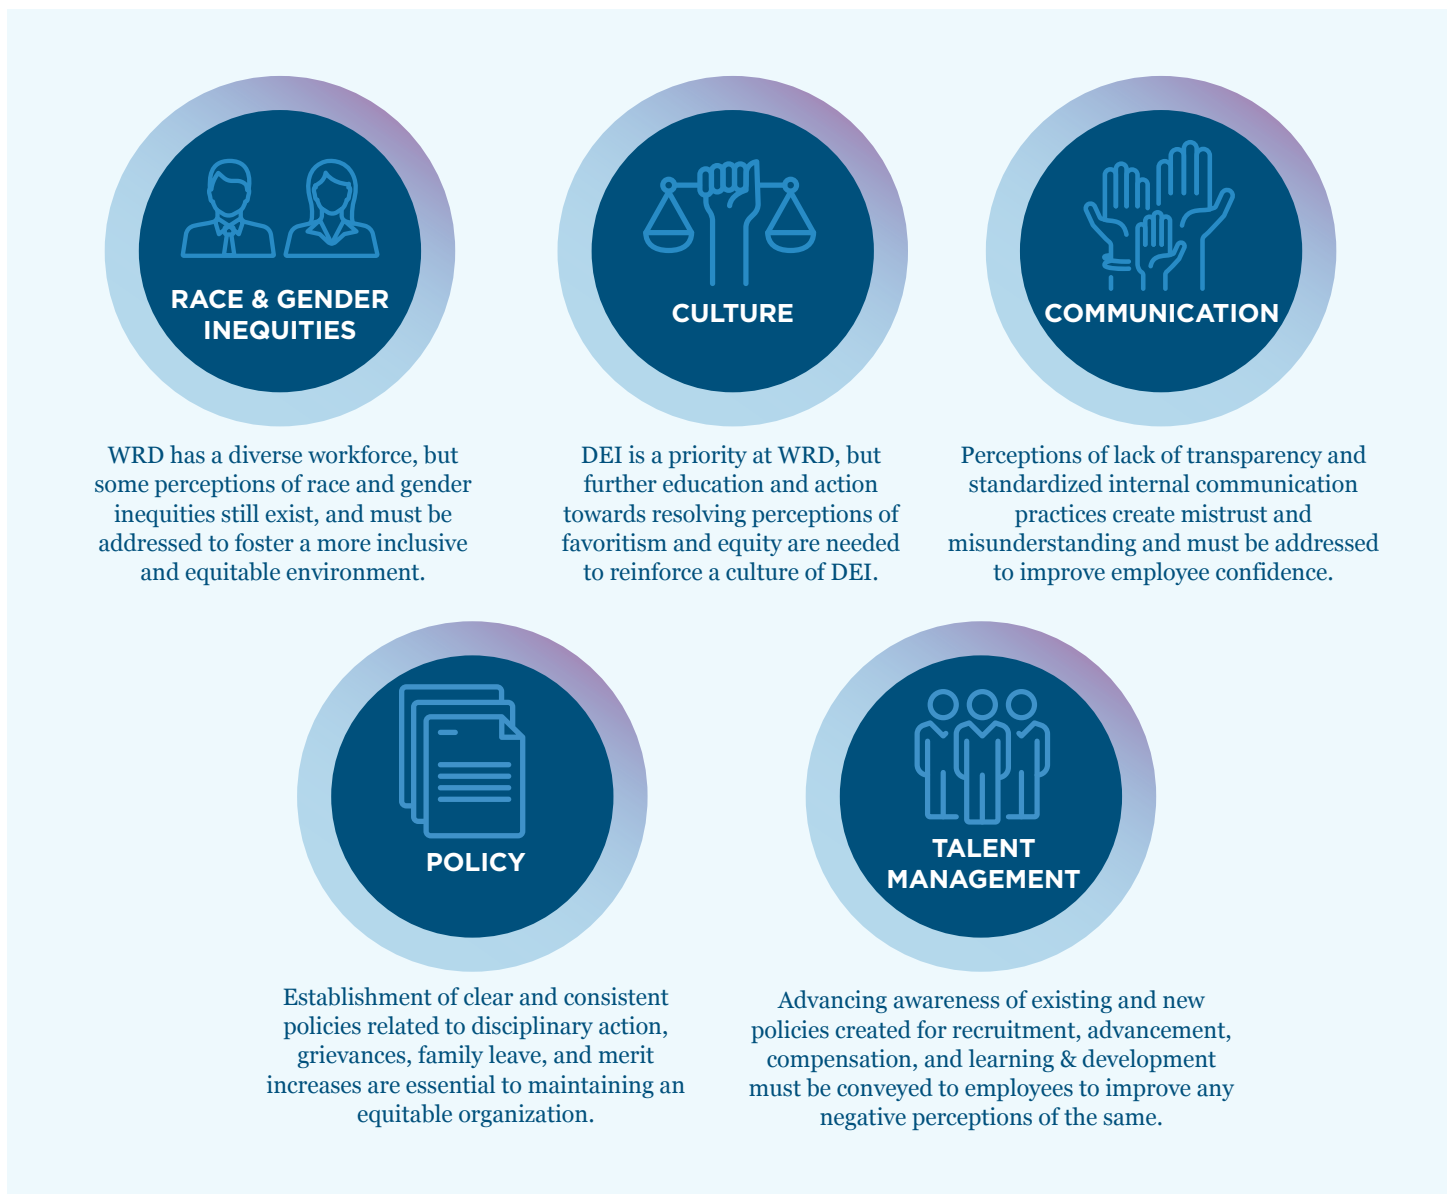 RACE & GENDER
INEQUITIES
WRD has a diverse workforce, but
some perceptions of race and gender
inequities still exist, and must be
addressed to foster a more inclusive
and equitable environment.
CULTURE
DEI is a priority at WRD, but
further education and action
towards resolving perceptions of
favoritism and equity are needed
to reinforce a culture of DEI.
COMMUNICATION
Perceptions of lack of transparency and
standardized internal communication
practices create mistrust and
misunderstanding and must be addressed
to improve employee confidence.
POLICY
Establishment of clear and consistent
policies related to disciplinary action,
grievances, family leave, and merit
increases are essential to maintaining an
equitable organization.
TALENT
MANAGEMENT
Advancing awareness of existing and new
policies created for recruitment, advancement,
compensation, and learning & development
must be conveyed to employees to improve any
negative perceptions of the same.